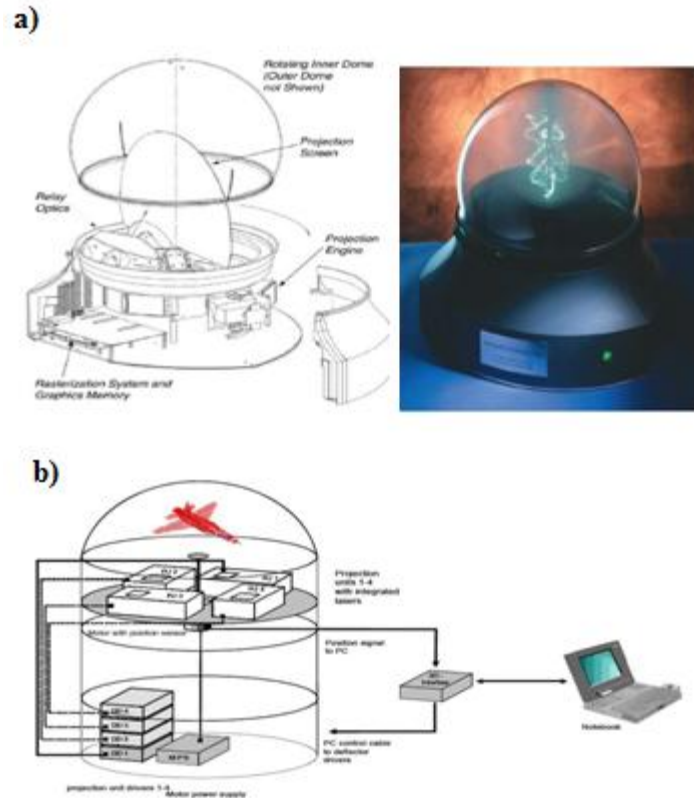 a)
Rotating Inner Dome
(Outer Dome
not Shown)
Projection
Screen
Relay
Optics
Projection
Engine
Rasterization System and
Graphics Memory
b)
Projection
units 1-4
with integrated
lasers
Motor with position sensor
Position signal
to PC
Notebook
PC control cable
to deflector
drivers
projection unit drivers 1-4
Motor power supply